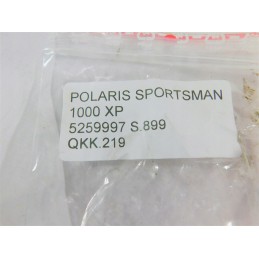 POLARIS SPORTSMAN
1000 XP
5259997 S.899
QKK.219